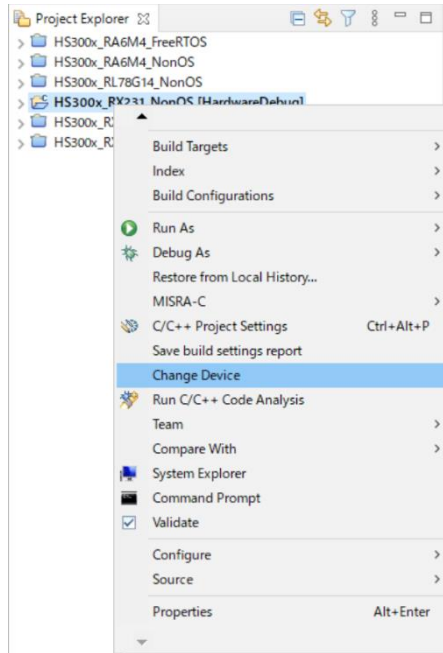 Project Explorer
HS300x_RA6M4_FreeRTOS
HS300x_RA6M4_NonOS
HS300x_RL78G14_NonOS
HS300x_RX231_NonOS [HardwareDebug]
HS300x_R
HS300x_R
Build Targets
Index
Build Configurations
Run As
Debug As
Restore from Local History...
MISRA-C
C/C++ Project Settings Ctrl+Alt+P
Save build settings report
Change Device
Run C/C++ Code Analysis
Team
Compare With
System Explorer
Command Prompt
Validate
Configure
Source
Properties Alt+Enter